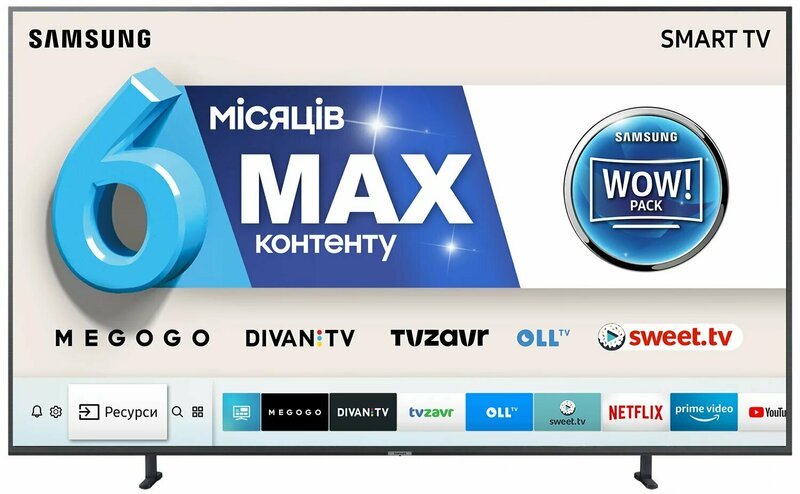 SAMSUNG
SMART TV
6
МІСЯЦІВ
MAX
КОНТЕНТУ
SAMSUNG
WOW!
PACK
MEGOGO
DIVAN:TV
TVZAVR
OLL TV
sweet.tv
Ресурси
MEGOGO
DIVAN:TV
tvzavr
OLL TV
sweet.tv
NETFLIX
prime video
YouTu